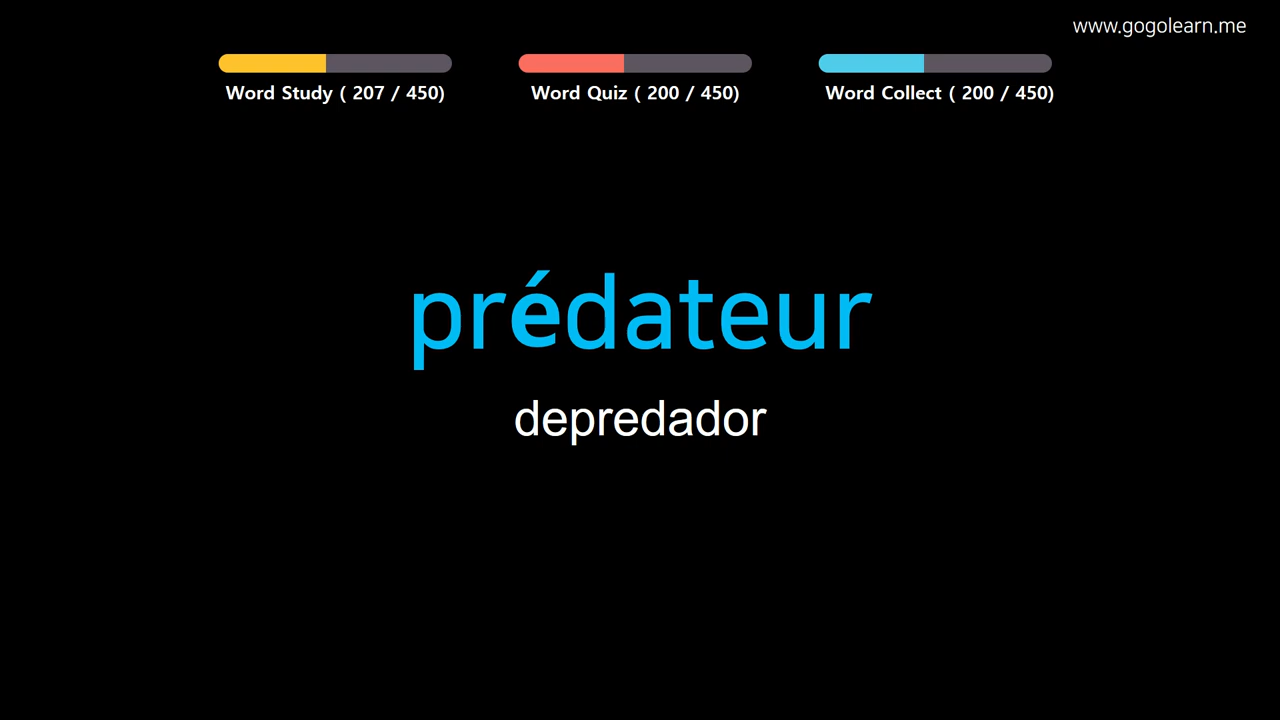 www.gogolearn.me
Word Study ( 207 / 450)
Word Quiz ( 200 / 450)
Word Collect ( 200 / 450)
prédateur
depredador